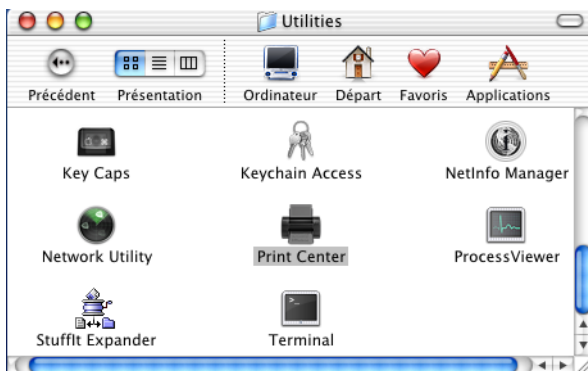 Utilities
Précédent Présentation Ordinateur Départ Favoris Applications
Key Caps Keychain Access NetInfo Manager
Network Utility Print Center ProcessViewer
StuffIt Expander Terminal